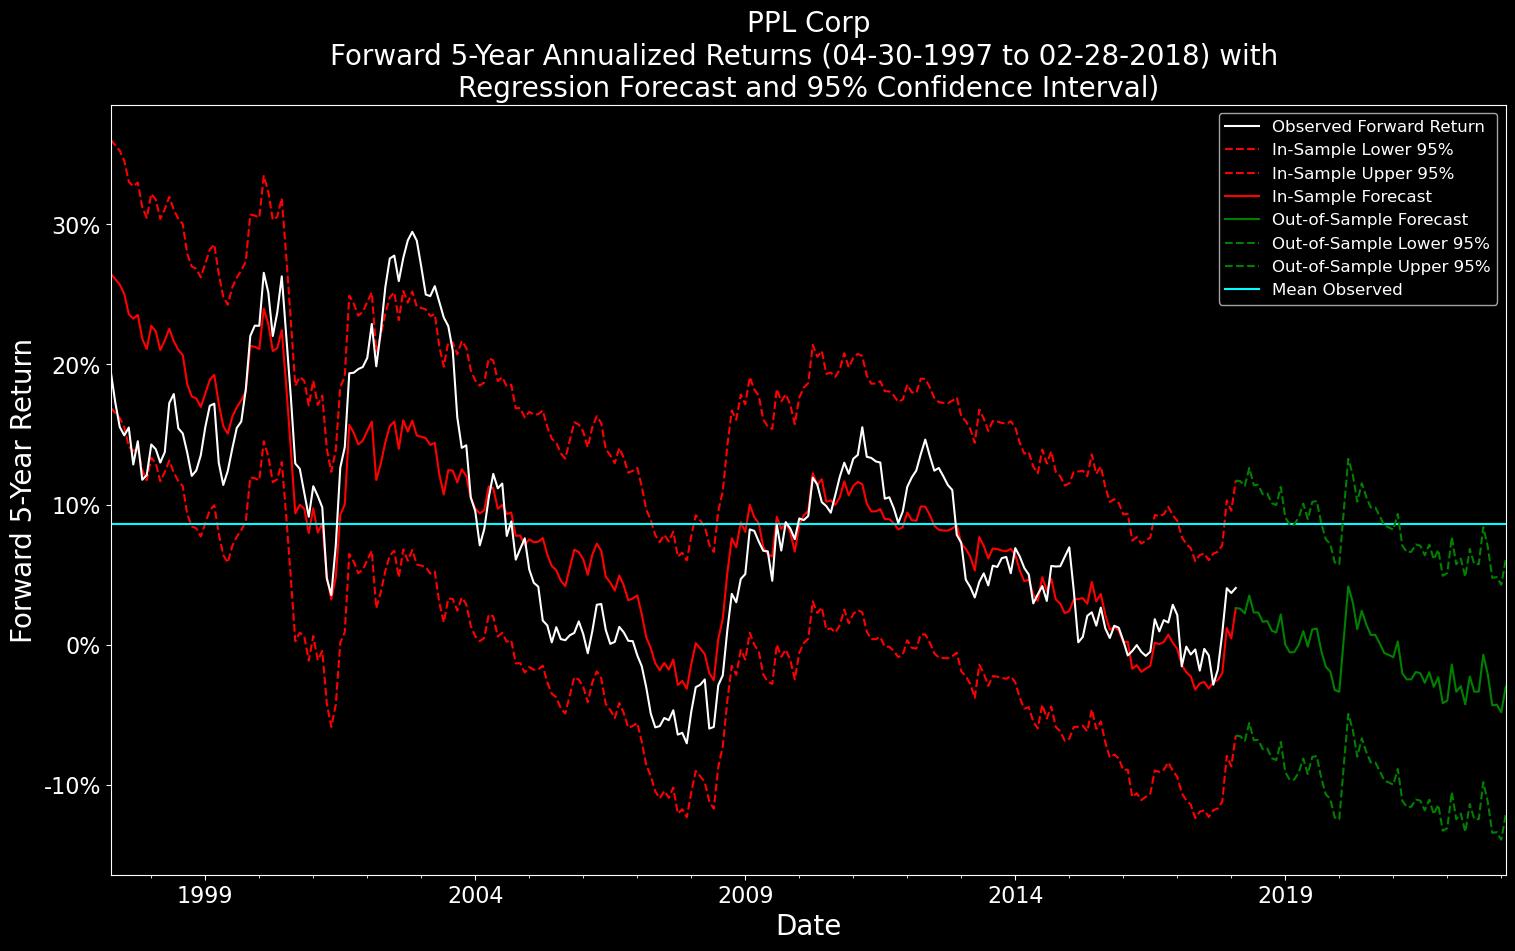 PPL Corp
Forward 5-Year Annualized Returns (04-30-1997 to 02-28-2018) with
Regression Forecast and 95% Confidence Interval)
Observed Forward Return
In-Sample Lower 95%
In-Sample Upper 95%
In-Sample Forecast
Out-of-Sample Forecast
Out-of-Sample Lower 95%
Out-of-Sample Upper 95%
Mean Observed
Forward 5-Year Return
30%
20%
10%
0%
-10%
1999
2004
2009
2014
2019
Date